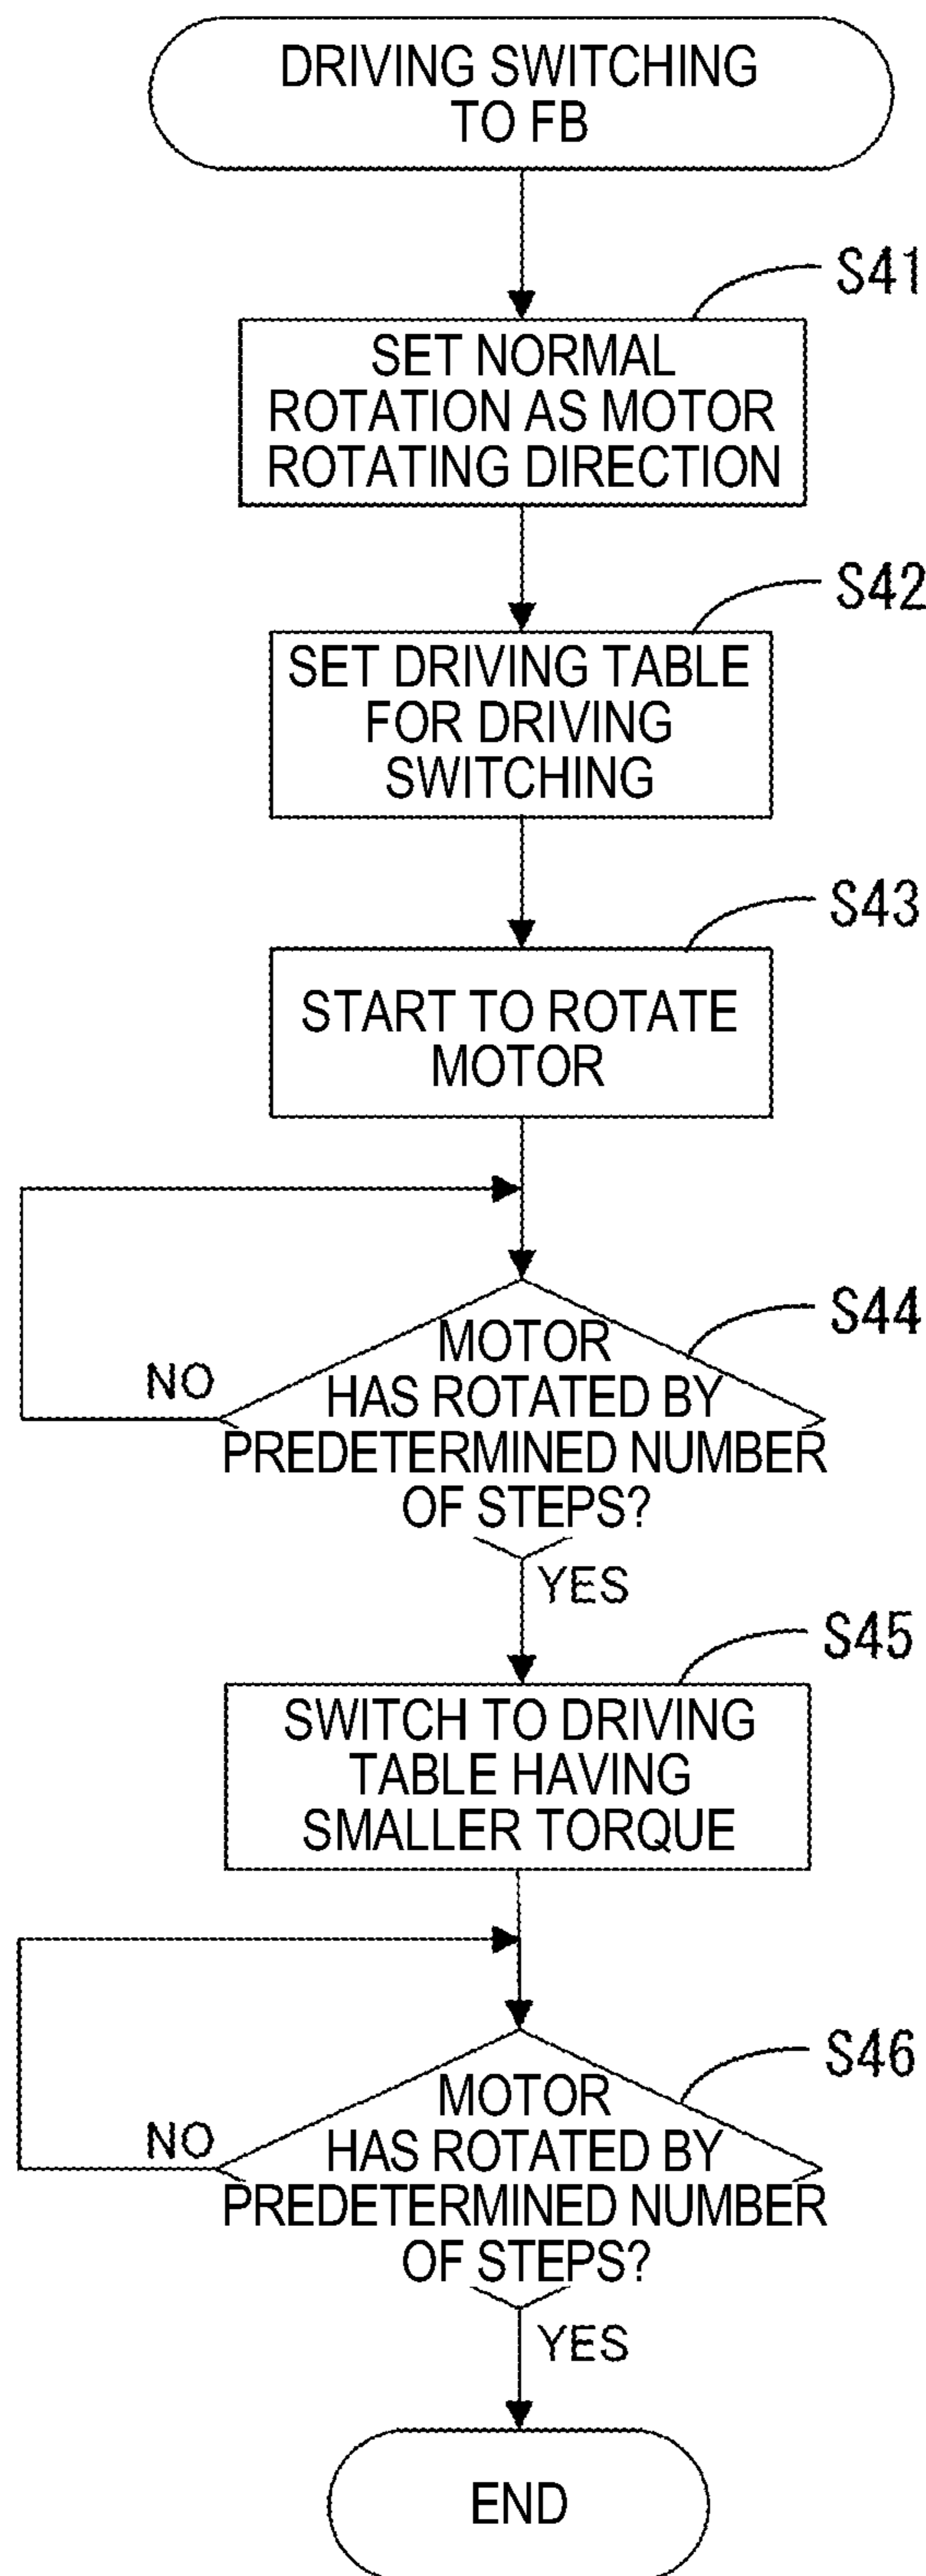 DRIVING SWITCHING
TO FB
S41
SET NORMAL
ROTATION AS MOTOR
ROTATING DIRECTION
S42
SET DRIVING TABLE
FOR DRIVING
SWITCHING
S43
START TO ROTATE
MOTOR
S44
MOTOR
HAS ROTATED BY
PREDETERMINED NUMBER
OF STEPS?
NO
YES
S45
SWITCH TO DRIVING
TABLE HAVING
SMALLER TORQUE
S46
MOTOR
HAS ROTATED BY
PREDETERMINED NUMBER
OF STEPS?
NO
YES
END